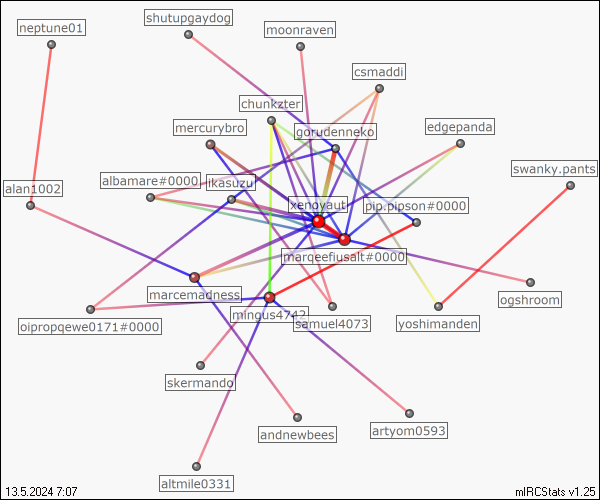 shutupgaydog
neptune01
moonraven
csmaddi
chunkzter
mercurybro
gorudenneko
edgepanda
swanky.pants
albamare#0000
ikasuzu
alan1002
xenoyaut
pip.pipson#0000
marqeefiusalt#0000
marcemadness
ogshroom
mingus4742
samuel4073
yoshimanden
oipropqewe0171#0000
skermando
andnewbees
artyom0593
altmile0331
13.5.2024 7:07
mIRCStats v1.25